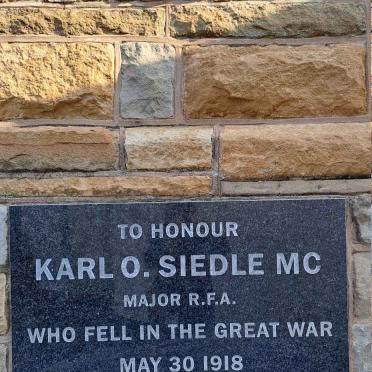 TO HONOUR
KARL O. SIEDLE MC
MAJOR R.F.A.
WHO FELL IN THE GREAT WAR
MAY 30 1918